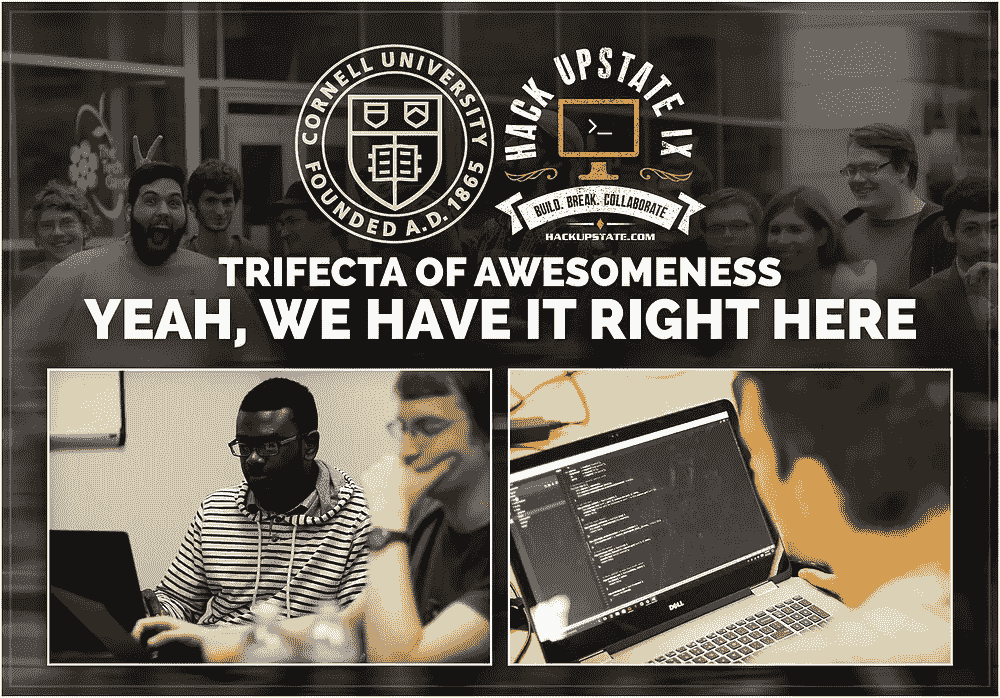 CORNELL UNIVERSITY
FOUNDED A.D. 1865
HACK UPSTATE IX
>_
BUILD. BREAK. COLLABORATE
HACKUPSTATE.COM
TRIFECTA OF AWESOMENESS
YEAH, WE HAVE IT RIGHT HERE
DELL